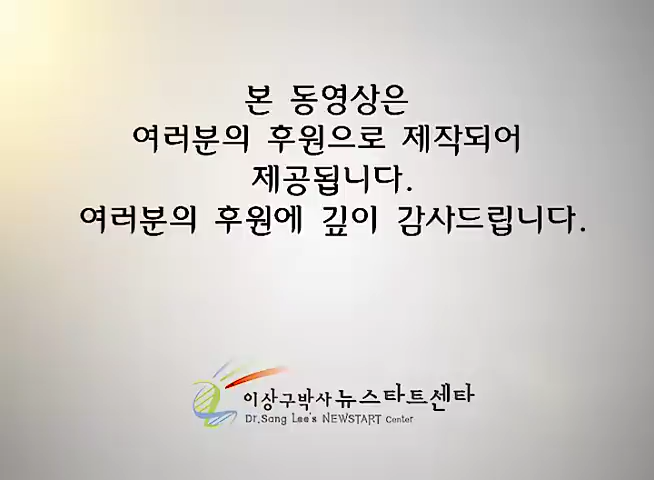 본 동영상은
여러분의 후원으로 제작되어
제공됩니다.
여러분의 후원에 깊이 감사드립니다.
이상구박사 뉴스타트센타
Dr.Sang Lee's NEWSTART Center